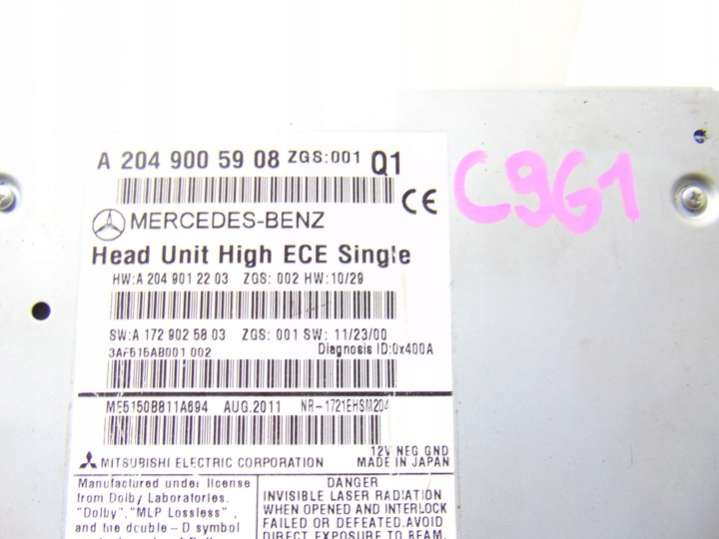 A 204 900 59 08 ZGS:001 Q1
C9G1
CE
MERCEDES-BENZ
Head Unit High ECE Single
HW:A 204 901 22 03 ZGS: 002 HW:10/29
SW:A 172 902 58 03 ZGS: 001 SW: 11/23/00
3AF616AB001 002 Diagnosis ID:0x400A
ME5150B811A694 AUG.2011 NR-1721EHSM204
12V NEG GND
MITSUBISHI ELECTRIC CORPORATION MADE IN JAPAN
Manufactured under license
from Dolby Laboratories.
"Dolby","MLP Lossless",
and the double-D symbol
DANGER
INVISIBLE LASER RADIATION
WHEN OPENED AND INTERLOCK
FAILED OR DEFEATED.AVOID
DIRECT EXPOSURE TO BEAM.